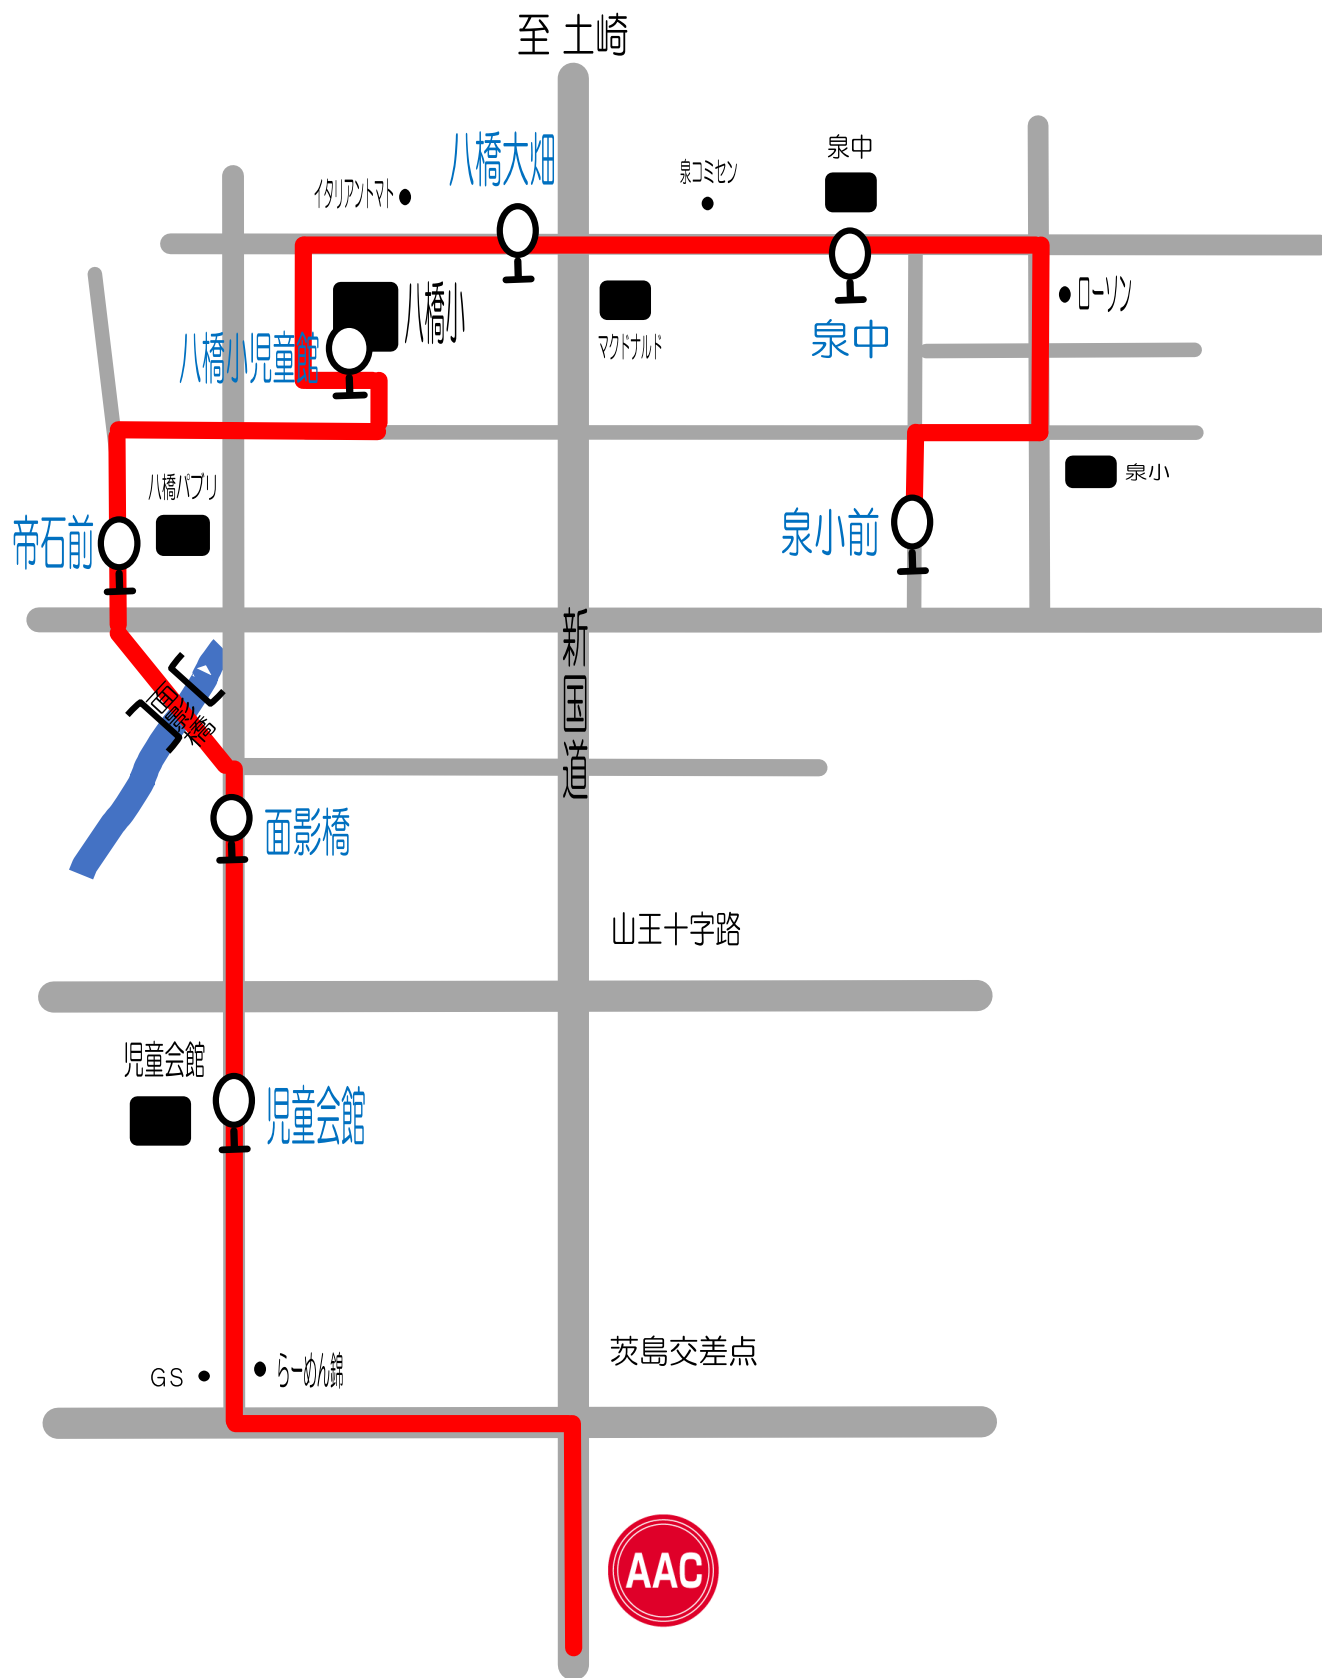 至 土崎
八橋大畑
泉中
泉コミセン
イタリアントマト
八橋小
ローソン
マクドナルド
泉中
八橋小児童館
八橋パブリ
泉小
帝石前
泉小前
新国道
面影橋
面影橋
山王十字路
児童会館
児童会館
茨島交差点
GS
らーめん錦
AAC